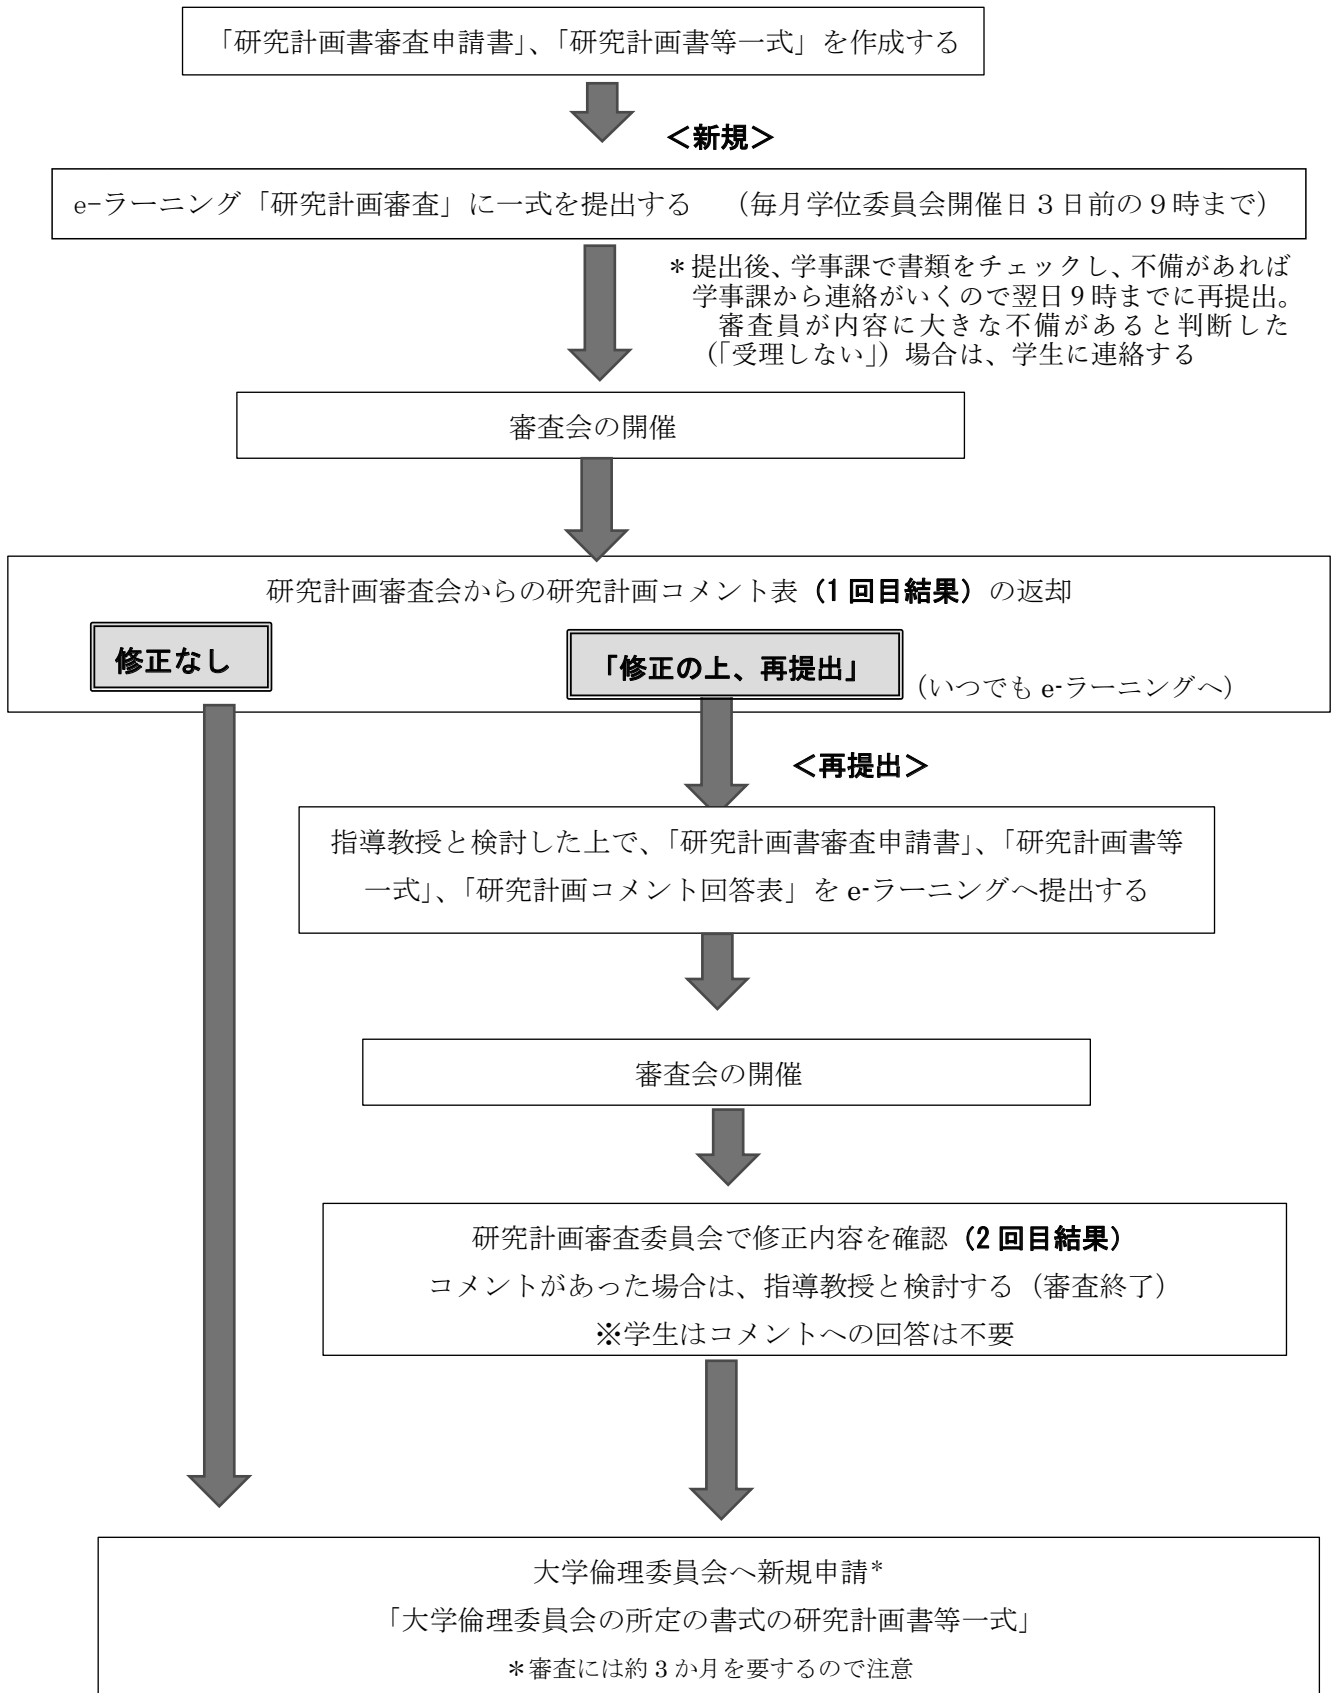 「研究計画書審査申請書」、「研究計画書等一式」を作成する
＜新規＞
e-ラーニング「研究計画審査」に一式を提出する　（毎月学位委員会開催日３日前の９時まで）
＊提出後、学事課で書類をチェックし、不備があれば
学事課から連絡がいくので翌日９時までに再提出。
審査員が内容に大きな不備があると判断した
（「受理しない」）場合は、学生に連絡する
審査会の開催
研究計画審査会からの研究計画コメント表（1回目結果）の返却
修正なし
「修正の上、再提出」
（いつでも e-ラーニングへ）
＜再提出＞
指導教授と検討した上で、「研究計画書審査申請書」、「研究計画書等
一式」、「研究計画コメント回答表」を e-ラーニングへ提出する
審査会の開催
研究計画審査委員会で修正内容を確認（2回目結果）
コメントがあった場合は、指導教授と検討する（審査終了）
※学生はコメントへの回答は不要
大学倫理委員会へ新規申請*
「大学倫理委員会の所定の書式の研究計画書等一式」
＊審査には約３か月を要するので注意